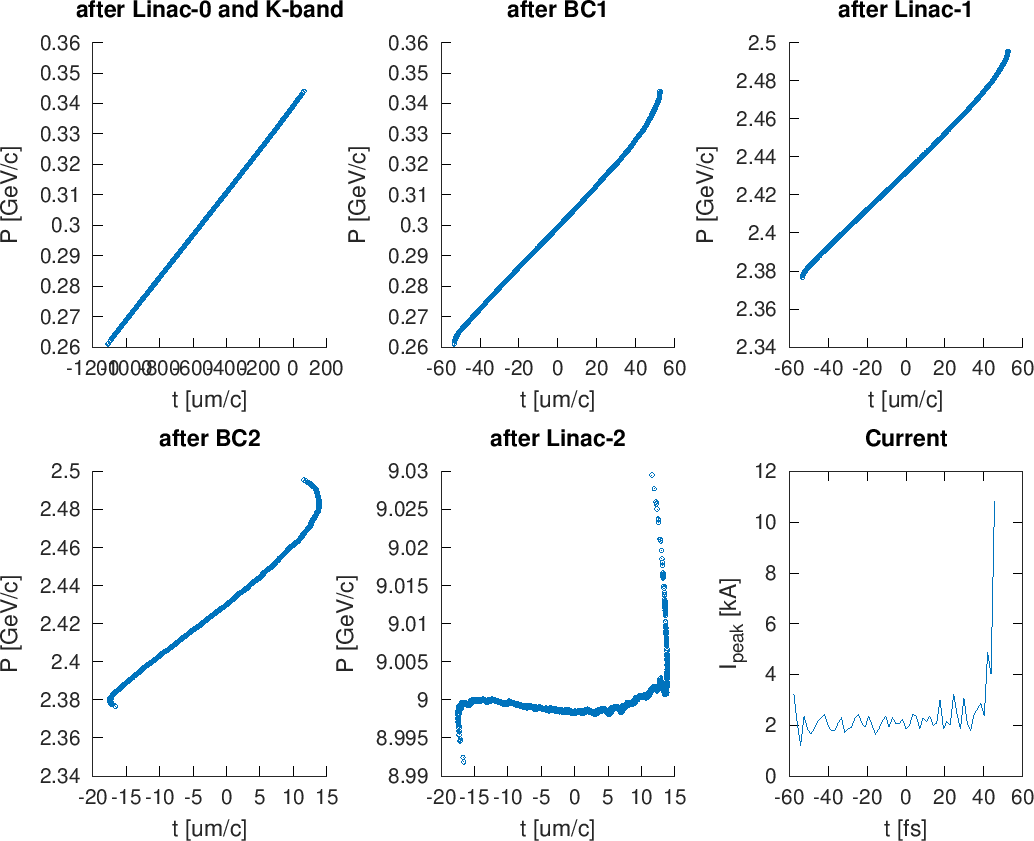 after Linac-0 and K-band
0.36
0.35
0.34
0.33
0.32
0.31
0.3
0.29
0.28
0.27
0.26
P [GeV/c]
-1200 -1000 -800 -600 -400 -200 0 200
t [um/c]
after BC1
0.36
0.35
0.34
0.33
0.32
0.31
0.3
0.29
0.28
0.27
0.26
P [GeV/c]
-60 -40 -20 0 20 40 60
t [um/c]
after Linac-1
2.5
2.48
2.46
2.44
2.42
2.4
2.38
2.36
2.34
P [GeV/c]
-60 -40 -20 0 20 40 60
t [um/c]
after BC2
2.5
2.48
2.46
2.44
2.42
2.4
2.38
2.36
2.34
P [GeV/c]
-20 -15 -10 -5 0 5 10 15
t [um/c]
after Linac-2
9.03
9.025
9.02
9.015
9.01
9.005
9
8.995
8.99
P [GeV/c]
-20 -15 -10 -5 0 5 10 15
t [um/c]
Current
12
10
8
6
4
2
0
I_peak [kA]
-60 -40 -20 0 20 40 60
t [fs]